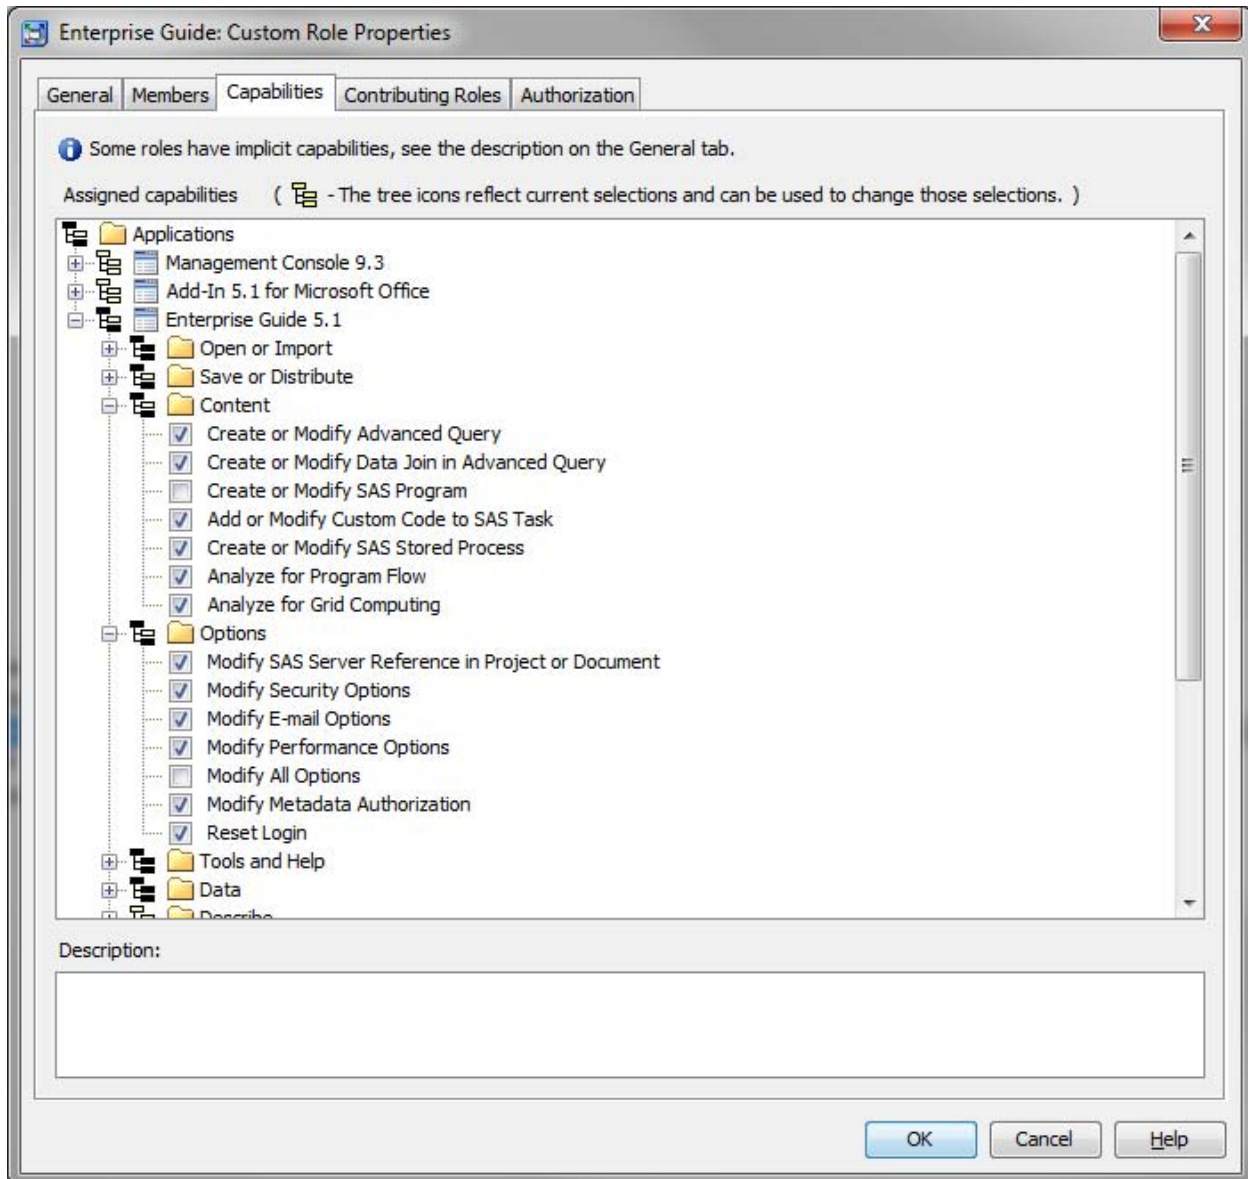 Enterprise Guide: Custom Role Properties
General Members Capabilities Contributing Roles Authorization
Some roles have implicit capabilities, see the description on the General tab.
Assigned capabilities ( - The tree icons reflect current selections and can be used to change those selections. )
Applications
Management Console 9.3
Add-In 5.1 for Microsoft Office
Enterprise Guide 5.1
Open or Import
Save or Distribute
Content
Create or Modify Advanced Query
Create or Modify Data Join in Advanced Query
Create or Modify SAS Program
Add or Modify Custom Code to SAS Task
Create or Modify SAS Stored Process
Analyze for Program Flow
Analyze for Grid Computing
Options
Modify SAS Server Reference in Project or Document
Modify Security Options
Modify E-mail Options
Modify Performance Options
Modify All Options
Modify Metadata Authorization
Reset Login
Tools and Help
Data
Describe
Description:
OK Cancel Help